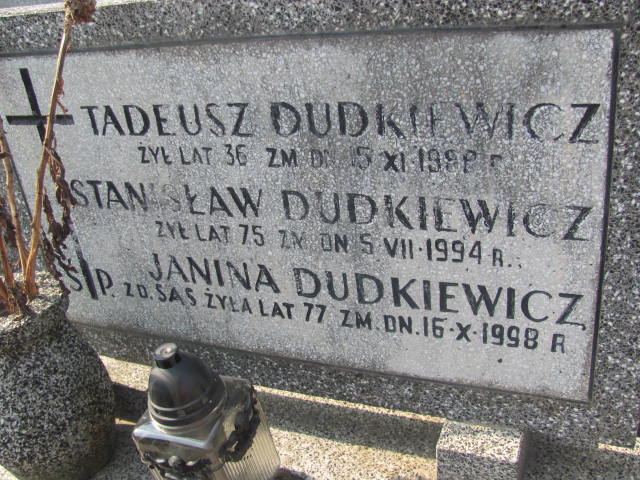 TADEUSZ DUDKIEWICZ
ŻYŁ LAT 36 ZM DN 15 XI 1988 R
STANISŁAW DUDKIEWICZ
ŻYŁ LAT 75 ZM DN 5 VII-1994 R.
JANINA DUDKIEWICZ
Ś P. Z D. SAS ŻYŁA LAT 77 ZM. DN. 16-X-1998 R